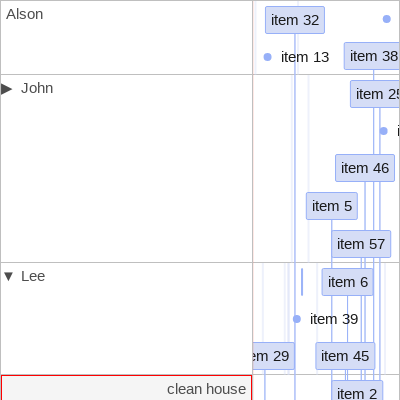 Alson
item 32
item 13
item 38
▶ John
item 25
item 46
item 5
item 57
▼ Lee
item 6
item 39
item 29
item 45
clean house
item 2